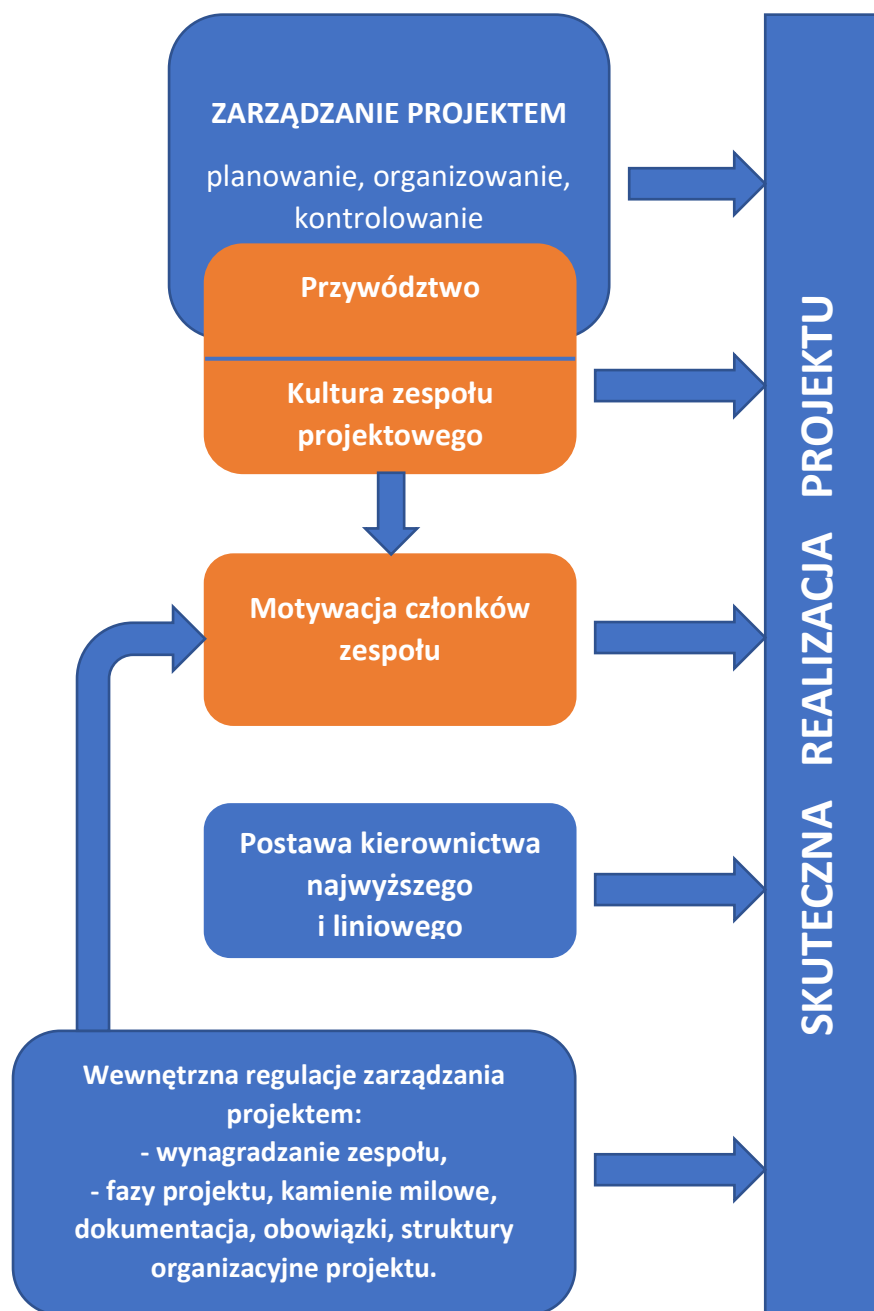 ZARZĄDZANIE PROJEKTEM
planowanie, organizowanie,
kontrolowanie
Przywództwo
Kultura zespołu
projektowego
Motywacja członków
zespołu
Postawa kierownictwa
najwyższego
i liniowego
Wewnętrzna regulacje zarządzania
projektem:
- wynagradzanie zespołu,
- fazy projektu, kamienie milowe,
dokumentacja, obowiązki, struktury
organizacyjne projektu.
SKUTECZNA REALIZACJA PROJEKTU